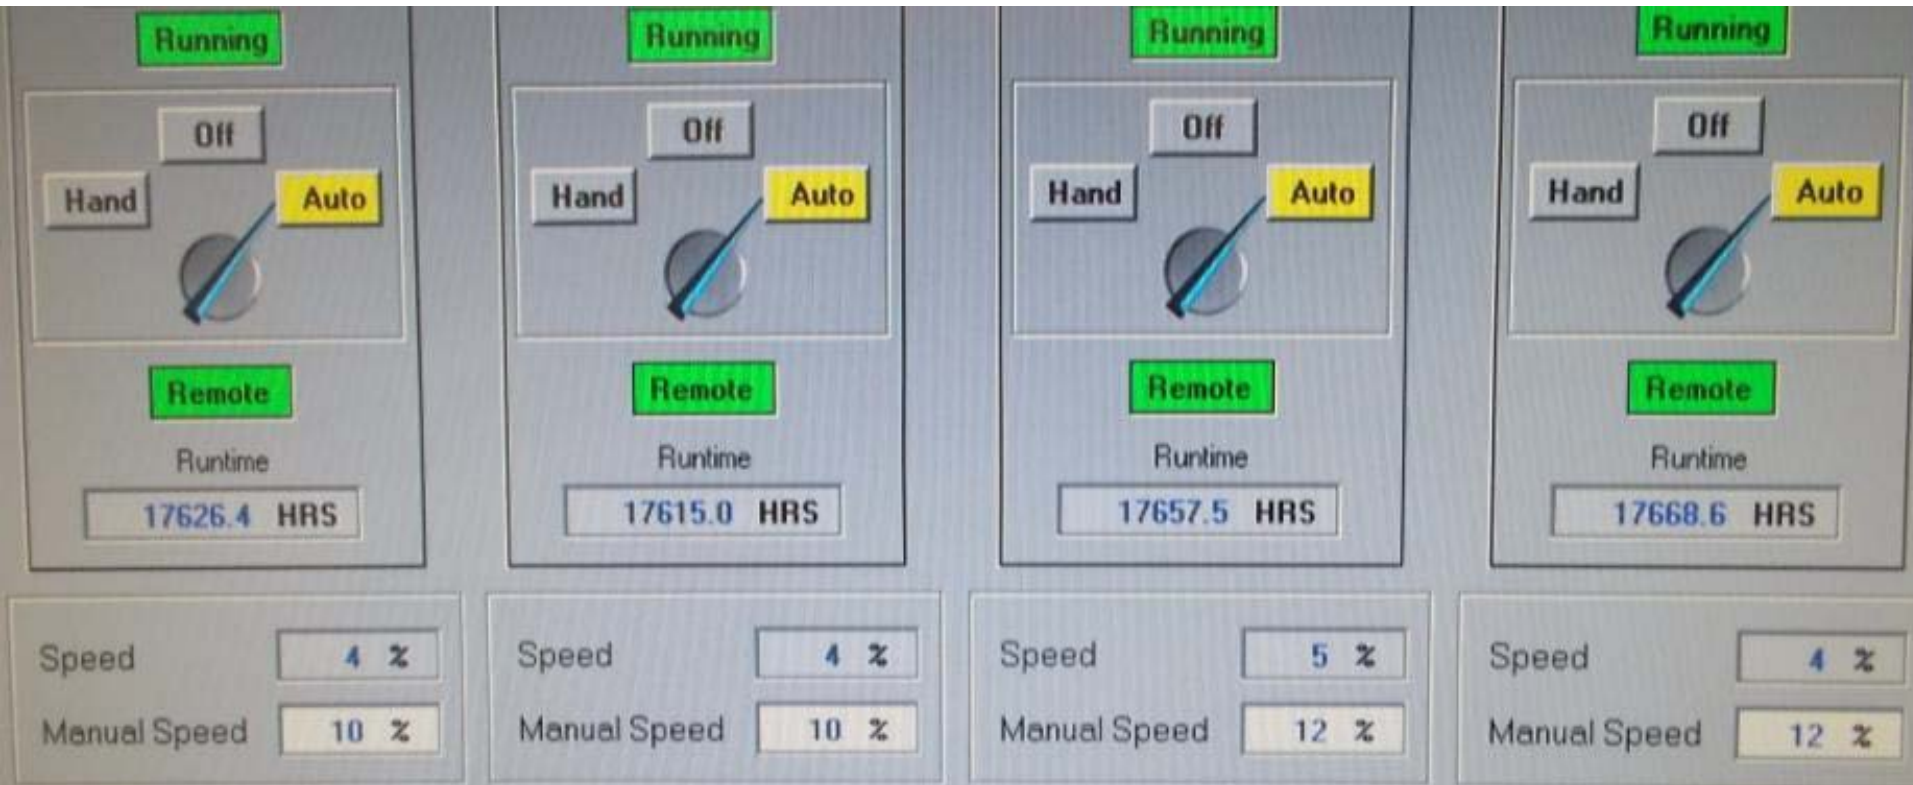 Running
Off
Hand Auto
Remote
Runtime
17626.4 HRS
Speed 4 %
Manual Speed 10 %
Running
Off
Hand Auto
Remote
Runtime
17615.0 HRS
Speed 4 %
Manual Speed 10 %
Running
Off
Hand Auto
Remote
Runtime
17657.5 HRS
Speed 5 %
Manual Speed 12 %
Running
Off
Hand Auto
Remote
Runtime
17668.6 HRS
Speed 4 %
Manual Speed 12 %